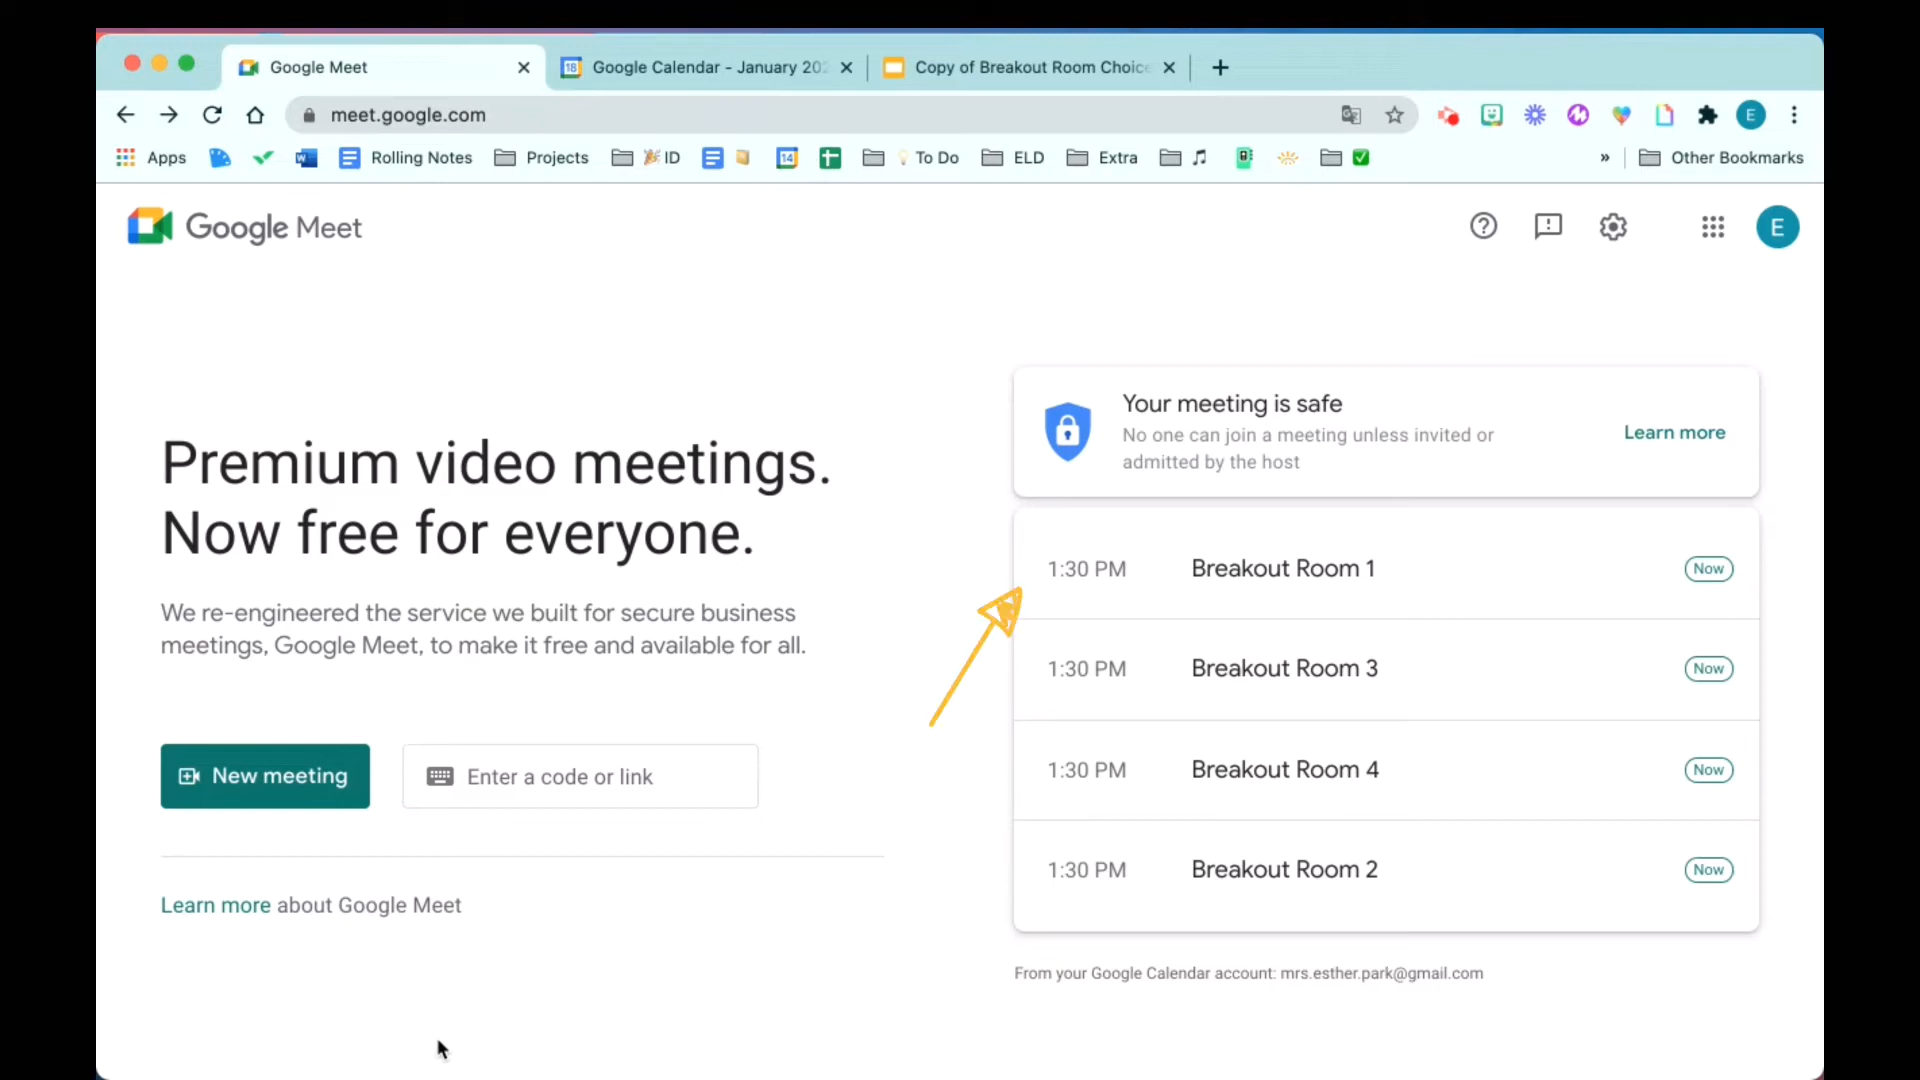 Google Meet
Google Calendar - January 202
Copy of Breakout Room Choice
meet.google.com
E
Apps
Rolling Notes
Projects
ID
14
To Do
ELD
Extra
»
Other Bookmarks
Google Meet
E
Premium video meetings.
Now free for everyone.
We re-engineered the service we built for secure business
meetings, Google Meet, to make it free and available for all.
New meeting
Enter a code or link
Learn more about Google Meet
Your meeting is safe
No one can join a meeting unless invited or
admitted by the host
Learn more
1:30 PM Breakout Room 1 Now
1:30 PM Breakout Room 3 Now
1:30 PM Breakout Room 4 Now
1:30 PM Breakout Room 2 Now
From your Google Calendar account: mrs.esther.park@gmail.com